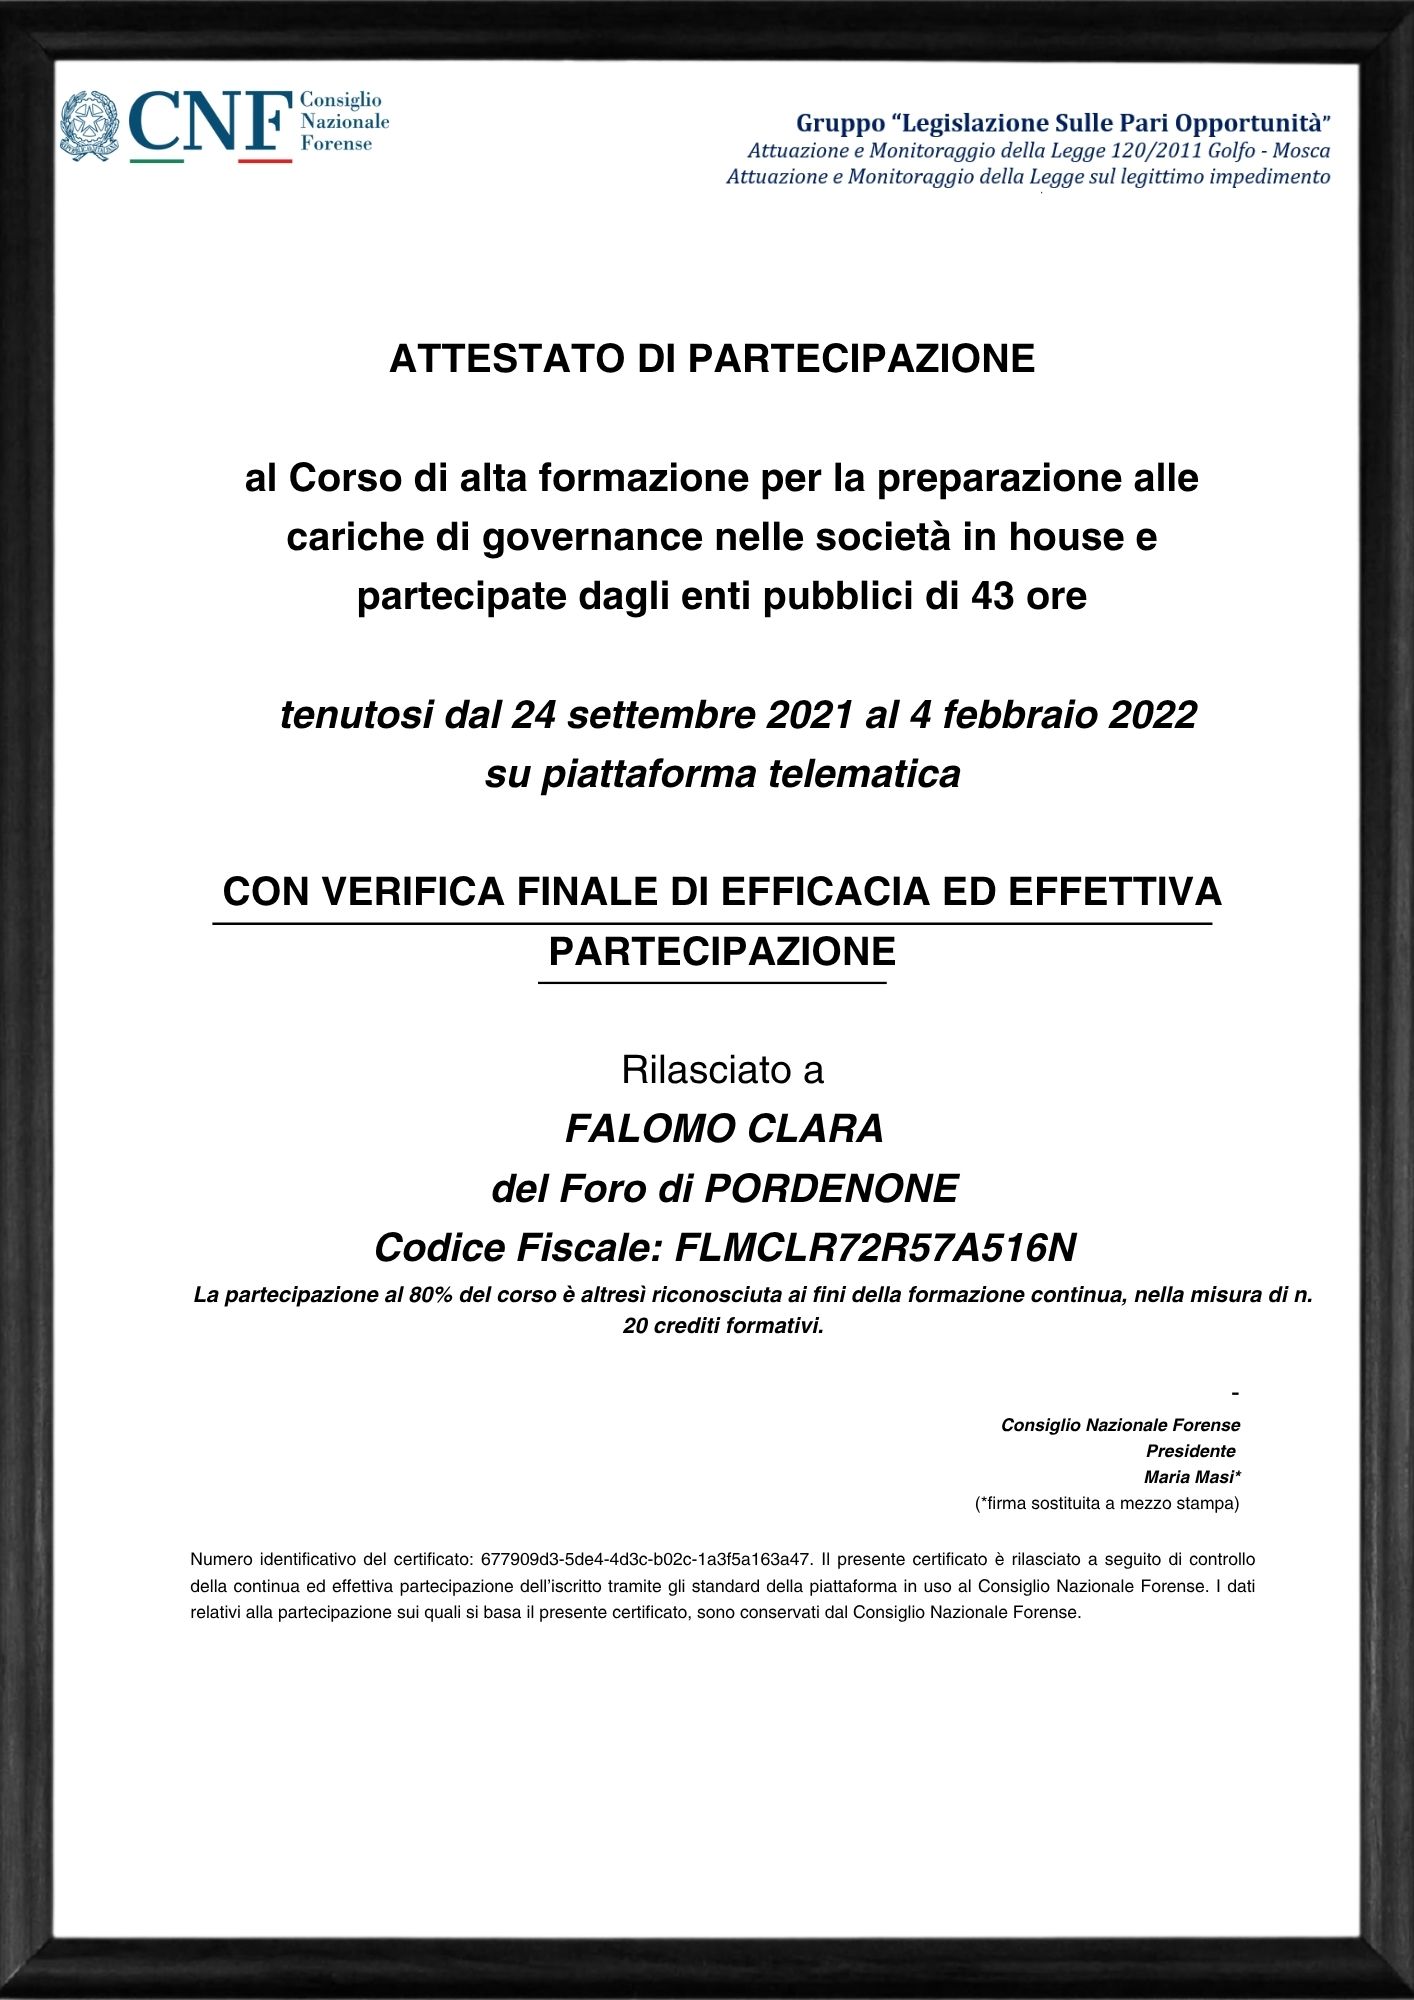 CNF
Consiglio
Nazionale
Forense
Gruppo “Legislazione Sulle Pari Opportunità”
Attuazione e Monitoraggio della Legge 120/2011 Golfo - Mosca
Attuazione e Monitoraggio della Legge sul legittimo impedimento
ATTESTATO DI PARTECIPAZIONE
al Corso di alta formazione per la preparazione alle
cariche di governance nelle società in house e
partecipate dagli enti pubblici di 43 ore
tenutosi dal 24 settembre 2021 al 4 febbraio 2022
su piattaforma telematica
CON VERIFICA FINALE DI EFFICACIA ED EFFETTIVA
PARTECIPAZIONE
Rilasciato a
FALOMO CLARA
del Foro di PORDENONE
Codice Fiscale: FLMCLR72R57A516N
La partecipazione al 80% del corso è altresì riconosciuta ai fini della formazione continua, nella misura di n.
20 crediti formativi.
-
Consiglio Nazionale Forense
Presidente
Maria Masi*
(*firma sostituita a mezzo stampa)
Numero identificativo del certificato: 677909d3-5de4-4d3c-b02c-1a3f5a163a47. Il presente certificato è rilasciato a seguito di controllo
della continua ed effettiva partecipazione dell’iscritto tramite gli standard della piattaforma in uso al Consiglio Nazionale Forense. I dati
relativi alla partecipazione sui quali si basa il presente certificato, sono conservati dal Consiglio Nazionale Forense.